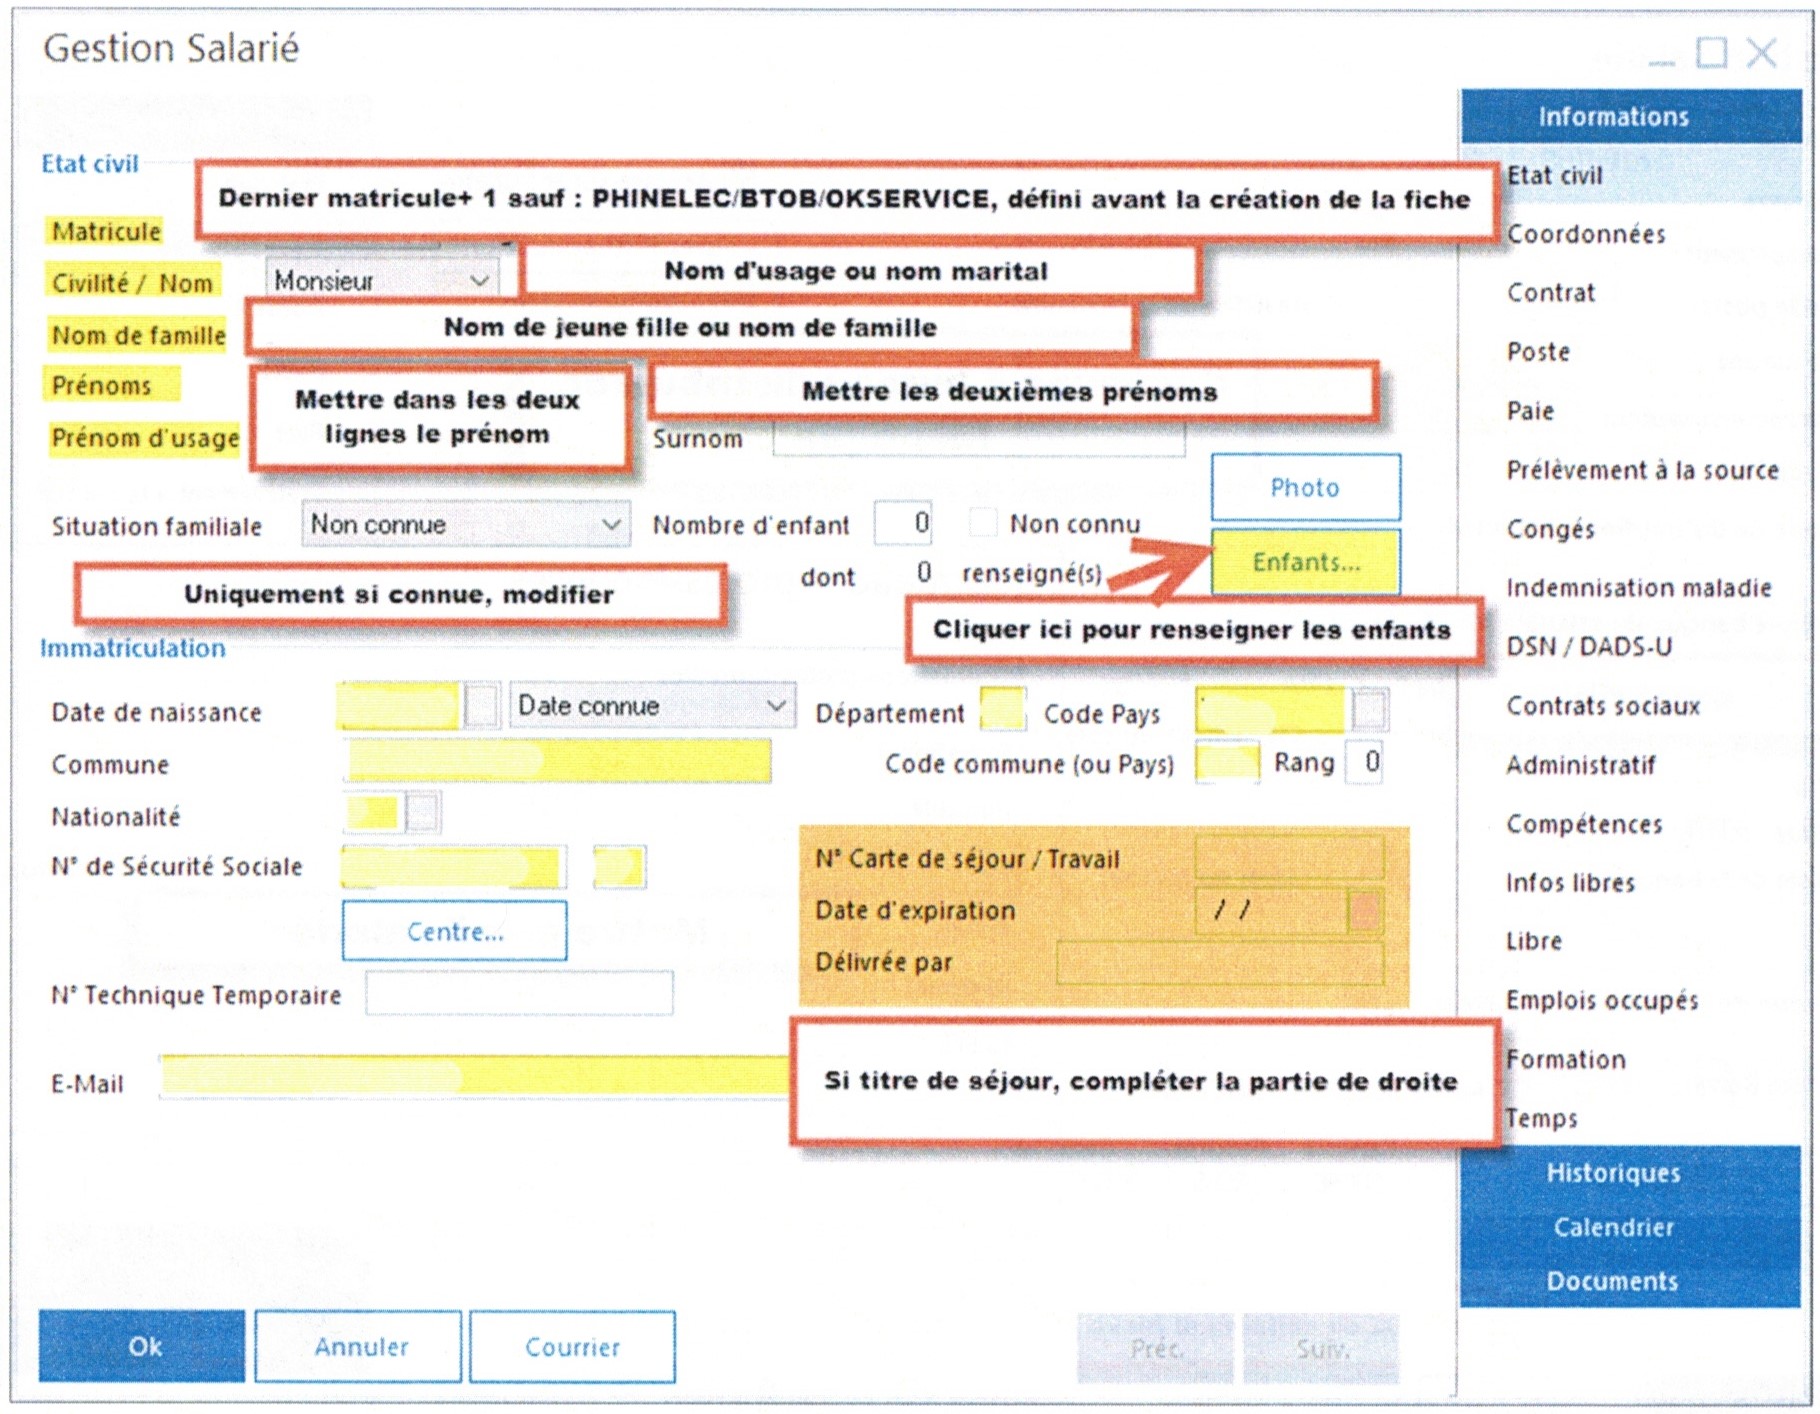 Gestion Salarié
Informations
Etat civil
Dernier matricule+ 1 sauf : PHINELEC/BTOB/OKSERVICE, défini avant la création de la fiche
Matricule
Civilité / Nom
Monsieur
Nom d'usage ou nom marital
Nom de famille
Nom de jeune fille ou nom de famille
Prénoms
Mettre dans les deux
lignes le prénom
Mettre les deuxièmes prénoms
Prénom d'usage
Surnom
Photo
Situation familiale
Non connue
Nombre d'enfant
0
Non connu
Enfants...
dont 0 renseigné(s)
Uniquement si connue, modifier
Cliquer ici pour renseigner les enfants
Immatriculation
Date de naissance
Date connue
Département
Code Pays
Commune
Code commune (ou Pays)
Rang
0
Nationalité
N° de Sécurité Sociale
Centre...
N° Carte de séjour / Travail
Date d'expiration
/ /
Délivrée par
N° Technique Temporaire
E-Mail
Si titre de séjour, compléter la partie de droite
Ok
Annuler
Courrier
Préc.
Suiv.
Etat civil
Coordonnées
Contrat
Poste
Paie
Prélèvement à la source
Congés
Indemnisation maladie
DSN / DADS-U
Contrats sociaux
Administratif
Compétences
Infos libres
Libre
Emplois occupés
Formation
Temps
Historiques
Calendrier
Documents